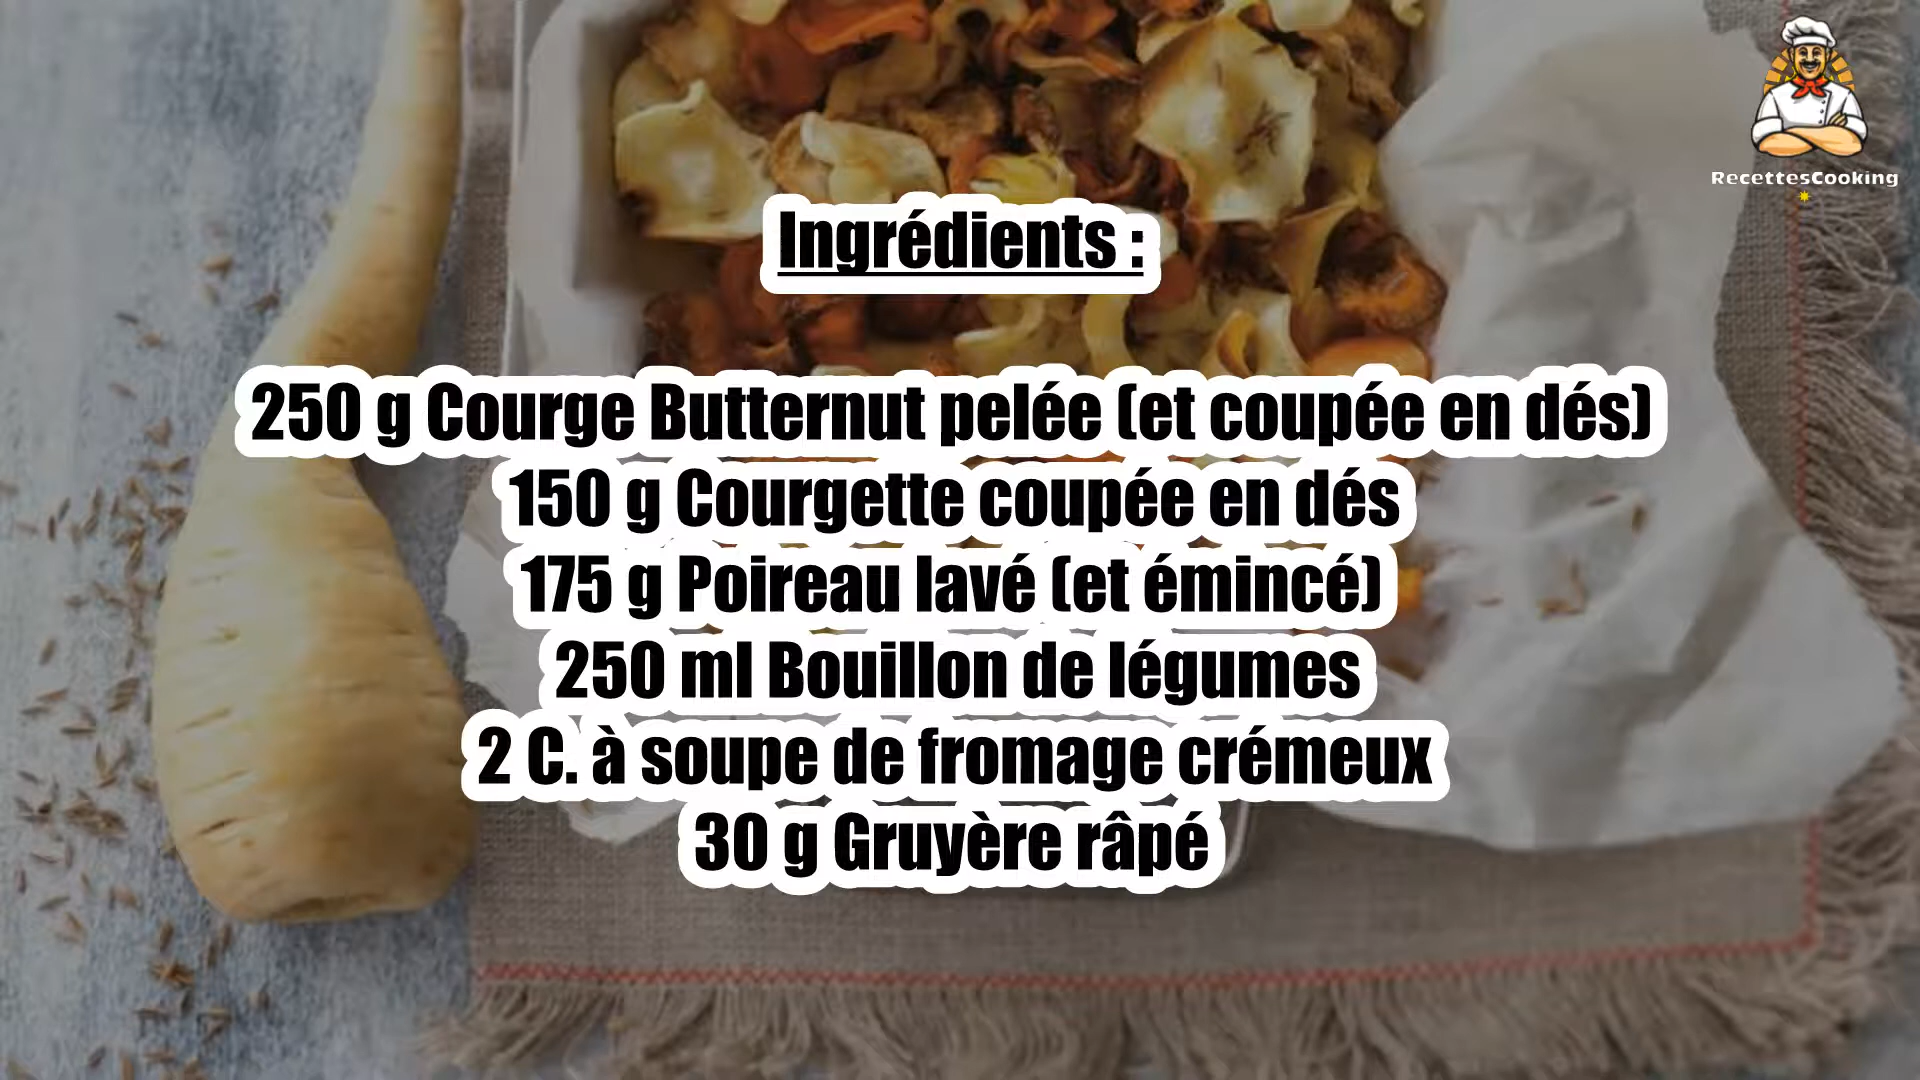 RecettesCooking
Ingrédients :
250 g Courge Butternut pelée (et coupée en dés)
150 g Courgette coupée en dés
175 g Poireau lavé (et émincé)
250 ml Bouillon de légumes
2 C. à soupe de fromage crémeux
30 g Gruyère râpé